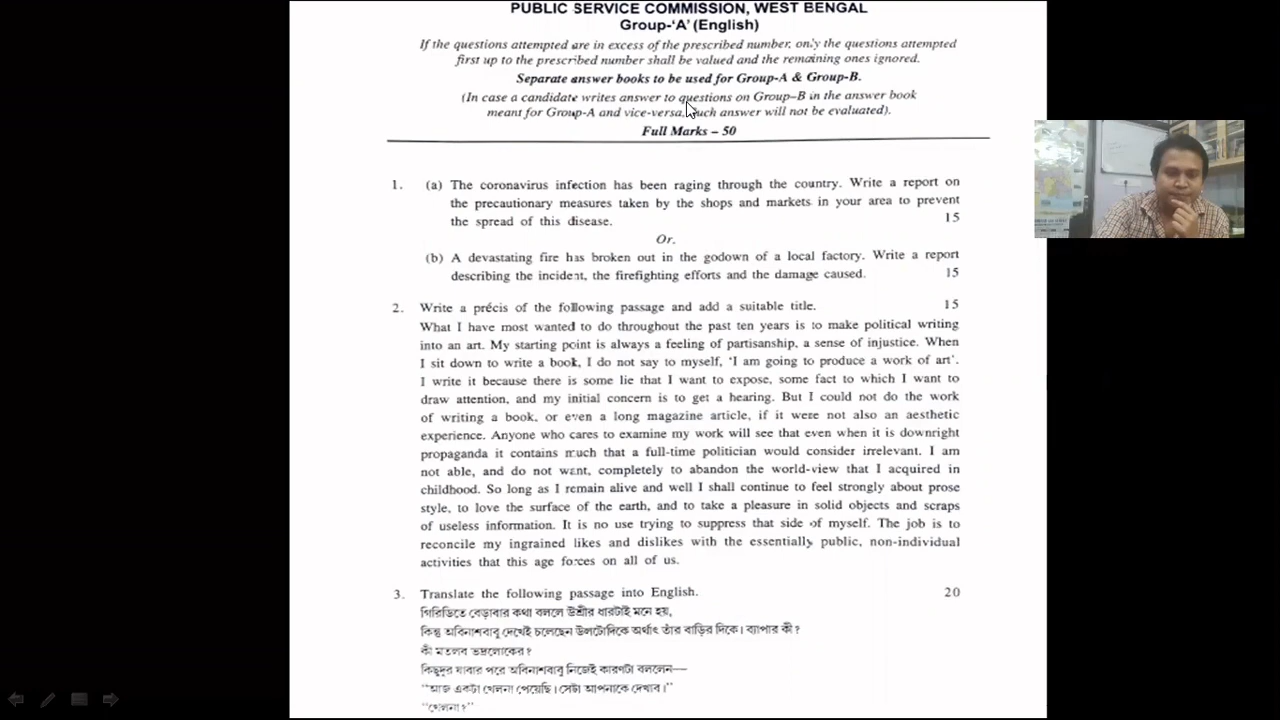 PUBLIC SERVICE COMMISSION, WEST BENGAL
Group-'A' (English)
If the questions attempted are in excess of the prescribed number, only the questions attempted
first up to the prescribed number shall be valued and the remaining ones ignored.
Separate answer books to be used for Group-A & Group-B.
(In case a candidate writes answer to questions on Group–B in the answer book
meant for Group-A and vice-versa, such answer will not be evaluated).
Full Marks – 50
1. (a) The coronavirus infection has been raging through the country. Write a report on
the precautionary measures taken by the shops and markets in your area to prevent
the spread of this disease. 15
Or,
(b) A devastating fire has broken out in the godown of a local factory. Write a report
describing the incident, the firefighting efforts and the damage caused. 15
2. Write a précis of the following passage and add a suitable title. 15
What I have most wanted to do throughout the past ten years is to make political writing
into an art. My starting point is always a feeling of partisanship, a sense of injustice. When
I sit down to write a book, I do not say to myself, 'I am going to produce a work of art'.
I write it because there is some lie that I want to expose, some fact to which I want to
draw attention, and my initial concern is to get a hearing. But I could not do the work
of writing a book, or even a long magazine article, if it were not also an aesthetic
experience. Anyone who cares to examine my work will see that even when it is downright
propaganda it contains much that a full-time politician would consider irrelevant. I am
not able, and do not want, completely to abandon the world-view that I acquired in
childhood. So long as I remain alive and well I shall continue to feel strongly about prose
style, to love the surface of the earth, and to take a pleasure in solid objects and scraps
of useless information. It is no use trying to suppress that side of myself. The job is to
reconcile my ingrained likes and dislikes with the essentially public, non-individual
activities that this age forces on all of us.
3. Translate the following passage into English. 20
গিরিডিতে বেড়াবার কথা বললে উশ্রীর ধারটাই মনে হয়,
কিন্তু অবিনাশবাবু দেখেই চলেছেন উলটোদিকে অর্থাৎ তাঁর বাড়ির দিকে। ব্যাপার কী?
কী মতলব ভদ্রলোকের?
কিছুদূর যাবার পরে অবিনাশবাবু নিজেই কারণটা বললেন—
"আজ একটা খেলনা পেয়েছি। সেটা আপনাকে দেখাব।"
"খেলনা?"